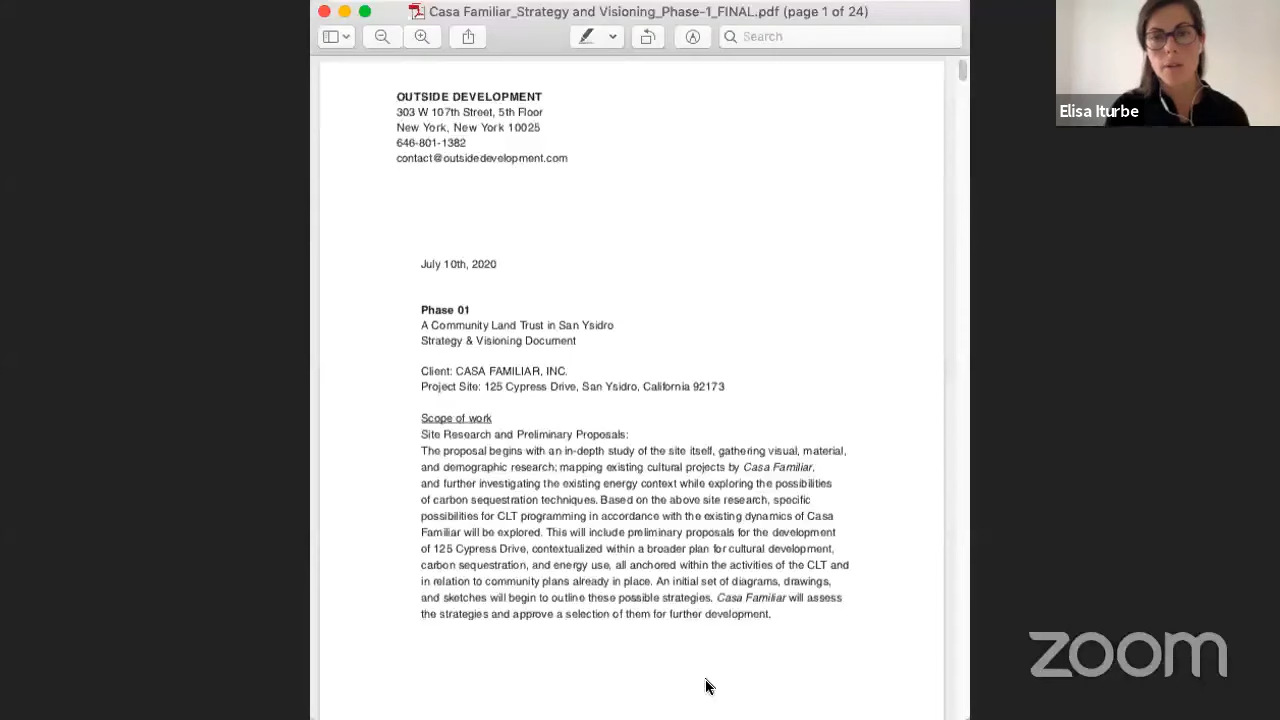 Casa Familiar_Strategy and Visioning_Phase-1_FINAL.pdf (page 1 of 24)
Search
Elisa Iturbe
OUTSIDE DEVELOPMENT
303 W 107th Street, 5th Floor
New York, New York 10025
646-801-1382
contact@outsidedevelopment.com
July 10th, 2020
Phase 01
A Community Land Trust in San Ysidro
Strategy & Visioning Document
Client: CASA FAMILIAR, INC.
Project Site: 125 Cypress Drive, San Ysidro, California 92173
Scope of work
Site Research and Preliminary Proposals:
The proposal begins with an in-depth study of the site itself, gathering visual, material,
and demographic research; mapping existing cultural projects by Casa Familiar,
and further investigating the existing energy context while exploring the possibilities
of carbon sequestration techniques. Based on the above site research, specific
possibilities for CLT programming in accordance with the existing dynamics of Casa
Familiar will be explored. This will include preliminary proposals for the development
of 125 Cypress Drive, contextualized within a broader plan for cultural development,
carbon sequestration, and energy use, all anchored within the activities of the CLT and
in relation to community plans already in place. An initial set of diagrams, drawings,
and sketches will begin to outline these possible strategies. Casa Familiar will assess
the strategies and approve a selection of them for further development.
zoom